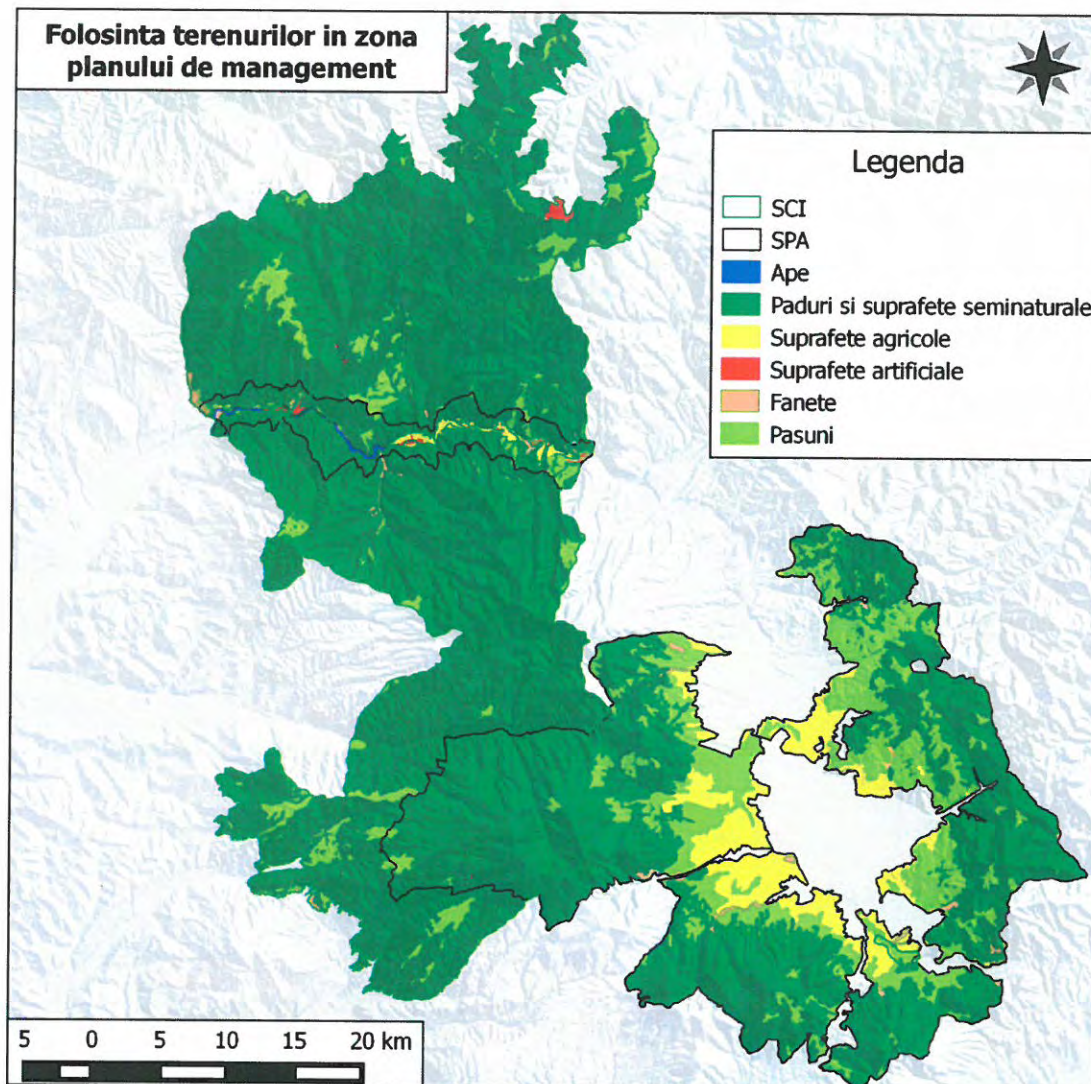 Folosinta terenurilor in zona
planului de management
Legenda
SCI
SPA
Ape
Paduri si suprafete seminaturale
Suprafete agricole
Suprafete artificiale
Fanete
Pasuni
5 0 5 10 15 20 km